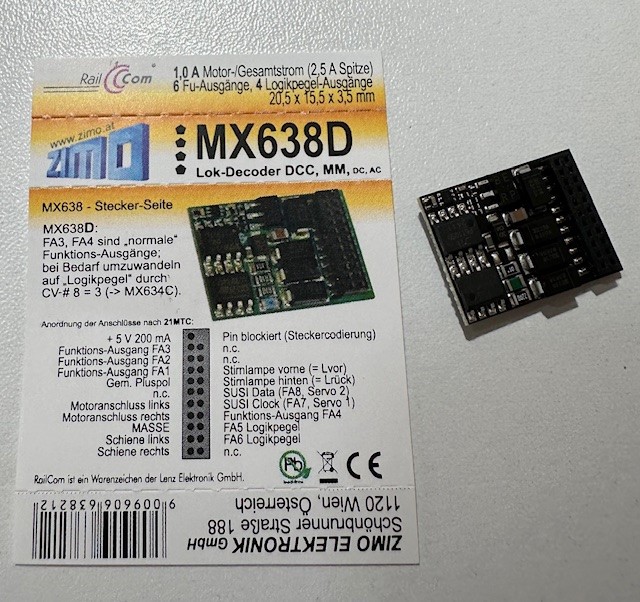 RailCom®
1,0 A Motor-/Gesamtstrom (2,5 A Spitze)
6 Fu-Ausgänge, 4 Logikpegel-Ausgänge
20,5 x 15,5 x 3,5 mm
www.zimo.at
ZIMO
MX638D
Lok-Decoder DCC, MM, DC, AC
MX638 - Stecker-Seite
MX638D:
FA3, FA4 sind „normale"
Funktions-Ausgänge;
bei Bedarf umzuwandeln
auf „Logikpegel" durch
CV-# 8 = 3 (-> MX634C).
Anordnung der Anschlüsse nach 21MTC:
+ 5 V 200 mA Pin blockiert (Steckercodierung)
Funktions-Ausgang FA3 n.c.
Funktions-Ausgang FA2 n.c.
Funktions-Ausgang FA1 Stirnlampe vorne (= Lvor)
Gem. Pluspol Stirnlampe hinten (= Lrück)
n.c. SUSI Data (FA8, Servo 2)
Motoranschluss links SUSI Clock (FA7, Servo 1)
Motoranschluss rechts Funktions-Ausgang FA4
MASSE FA5 Logikpegel
Schiene links FA6 Logikpegel
Schiene rechts n.c.
Pb
CE
RailCom ist ein Warenzeichen der Lenz Elektronik GmbH.
ZIMO ELEKTRONIK GmbH
Schönbrunner Straße 188
1120 Wien, Österreich
9 009606 638212